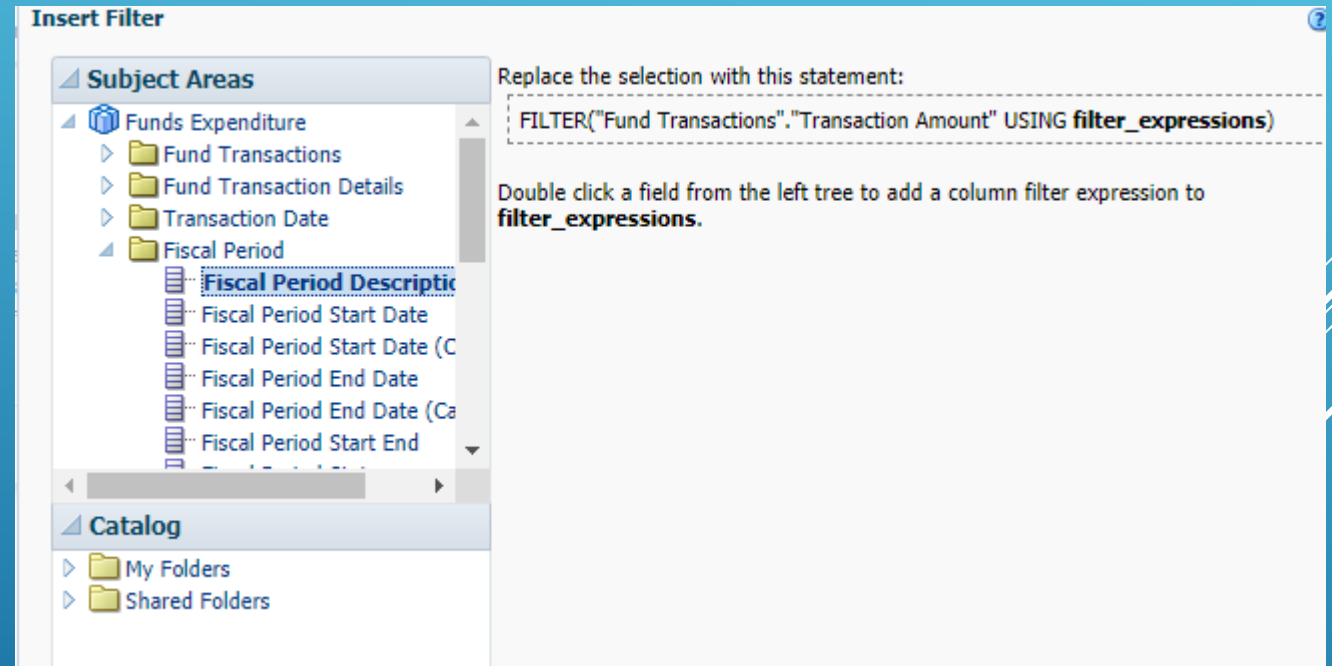 Insert Filter
Subject Areas
Funds Expenditure
Fund Transactions
Fund Transaction Details
Transaction Date
Fiscal Period
Fiscal Period Descriptio
Fiscal Period Start Date
Fiscal Period Start Date (C
Fiscal Period End Date
Fiscal Period End Date (Ca
Fiscal Period Start End
Catalog
My Folders
Shared Folders
Replace the selection with this statement:
FILTER("Fund Transactions"."Transaction Amount" USING filter_expressions)
Double click a field from the left tree to add a column filter expression to
filter_expressions.